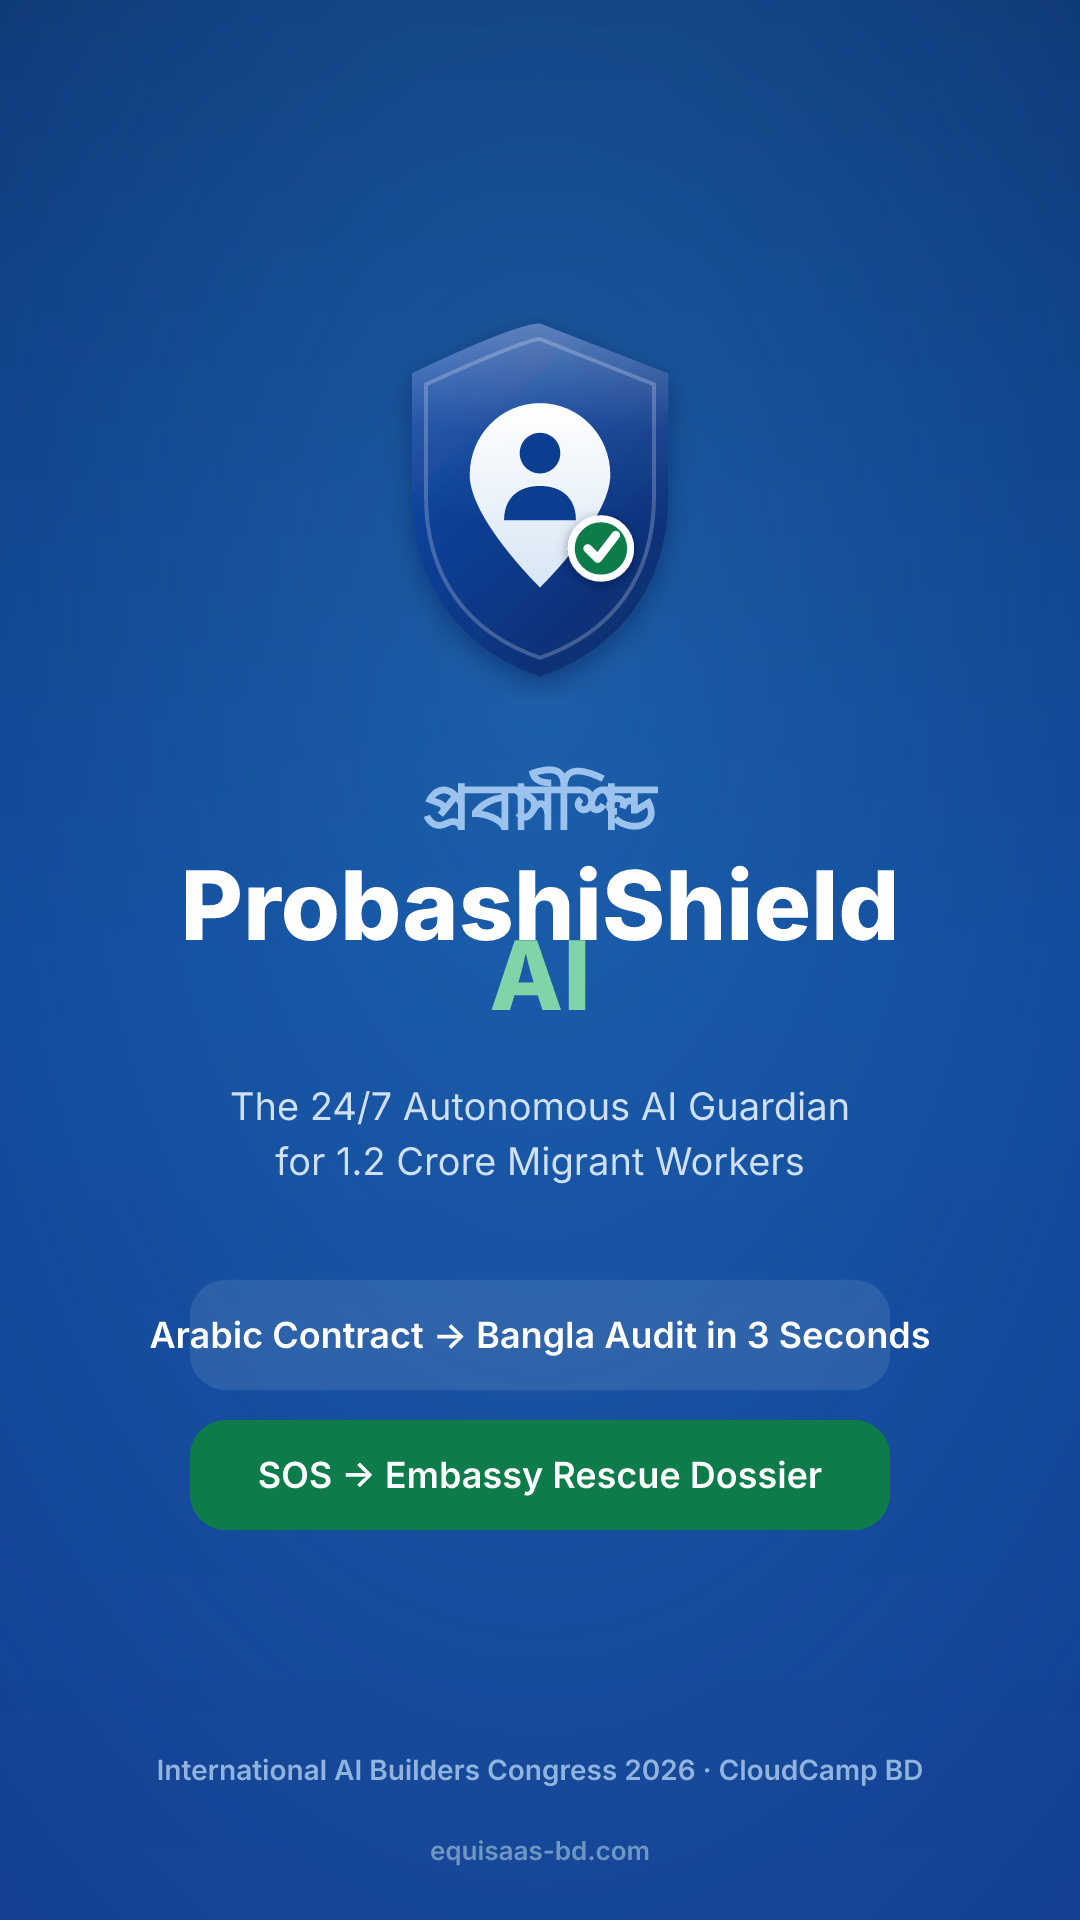 প্রবাসীশিল্ড
ProbashiShield
AI
The 24/7 Autonomous AI Guardian
for 1.2 Crore Migrant Workers
Arabic Contract → Bangla Audit in 3 Seconds
SOS → Embassy Rescue Dossier
International AI Builders Congress 2026 · CloudCamp BD
equisaas-bd.com